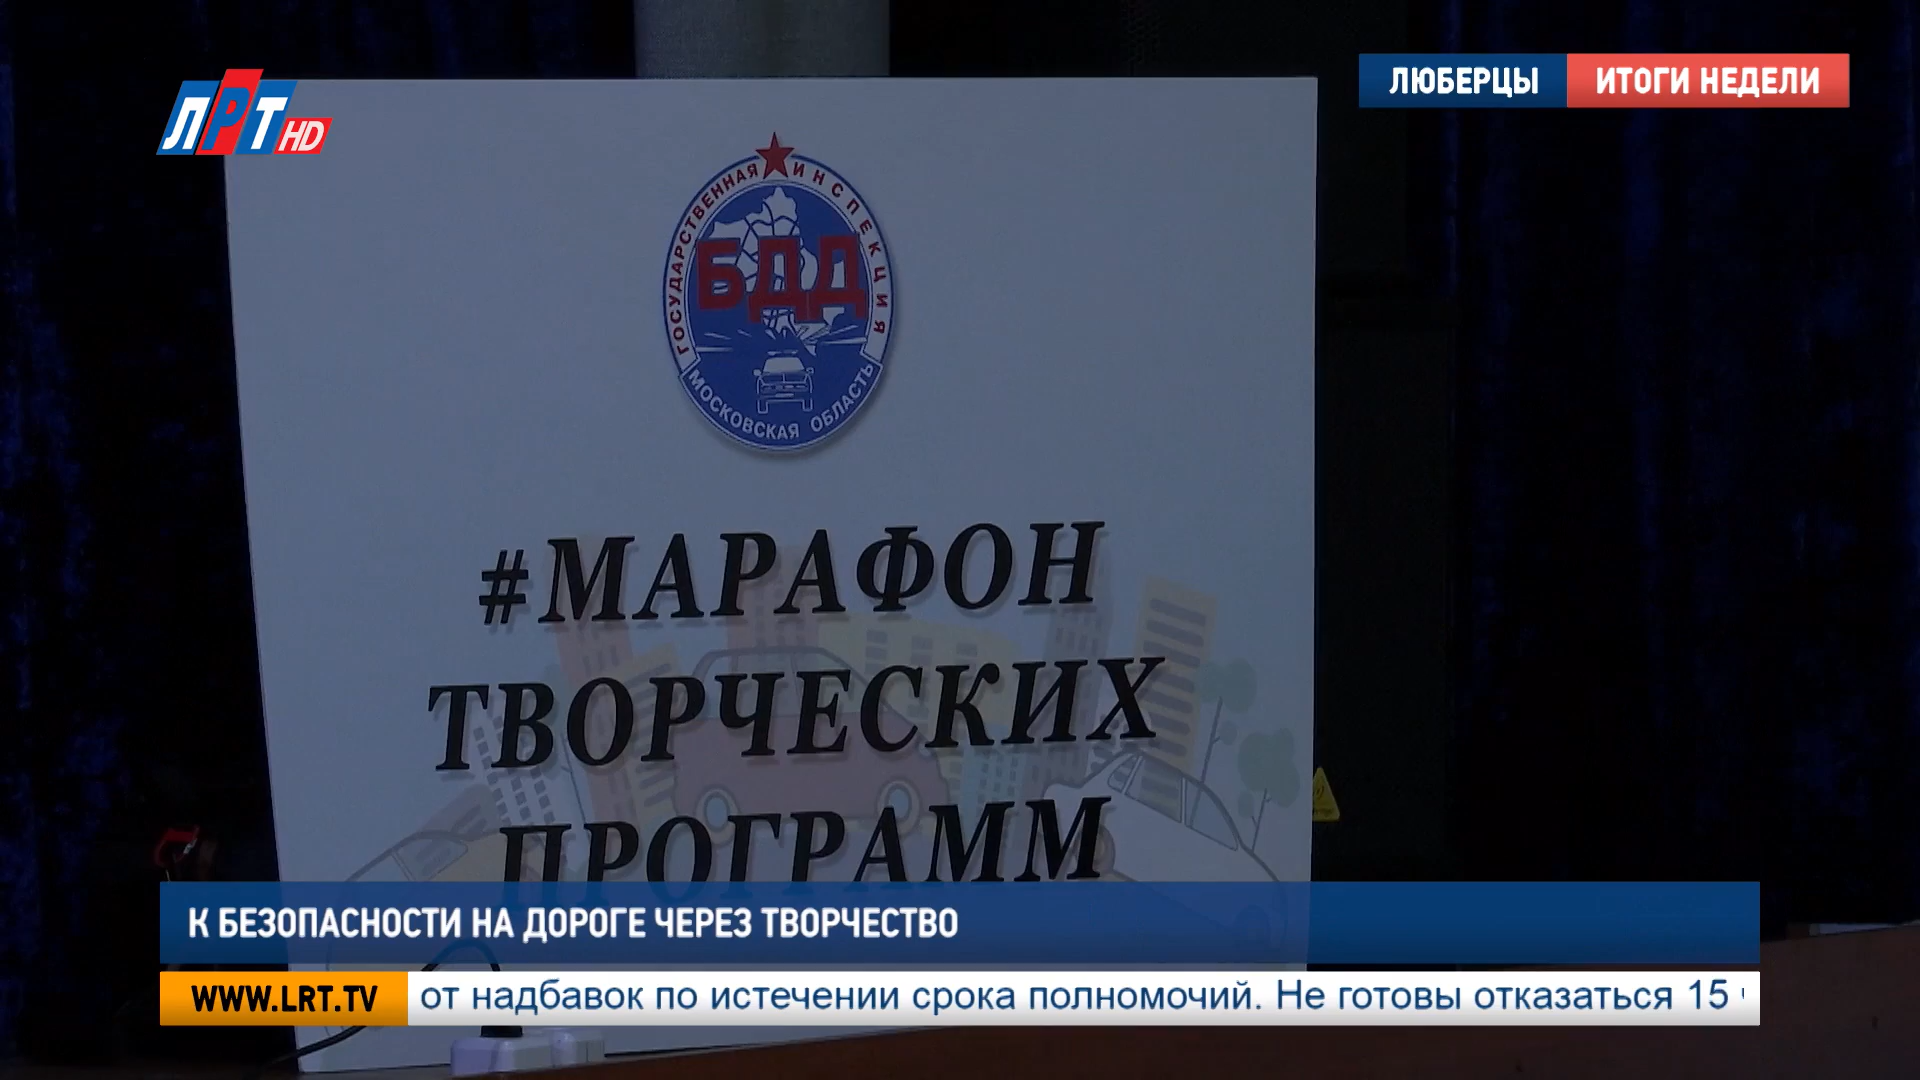 ЛРТ HD
ЛЮБЕРЦЫ ИТОГИ НЕДЕЛИ
ГОСУДАРСТВЕННАЯ ИНСПЕКЦИЯ
БДД
МОСКОВСКАЯ ОБЛАСТЬ
#МАРАФОН
ТВОРЧЕСКИХ
ПРОГРАММ
К БЕЗОПАСНОСТИ НА ДОРОГЕ ЧЕРЕЗ ТВОРЧЕСТВО
WWW.LRT.TV от надбавок по истечении срока полномочий. Не готовы отказаться 15